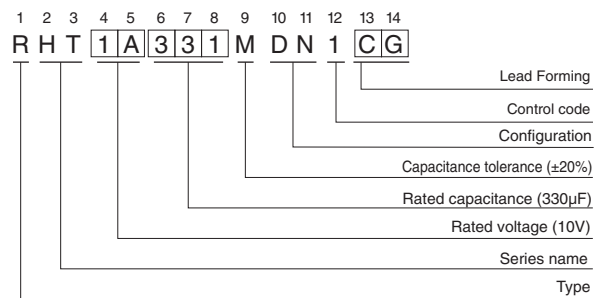 1 2 3 4 5 6 7 8 9 10 11 12 13 14
R H T 1 A 3 3 1 M D N 1 C G
Lead Forming
Control code
Configuration
Capacitance tolerance (±20%)
Rated capacitance (330µF)
Rated voltage (10V)
Series name
Type